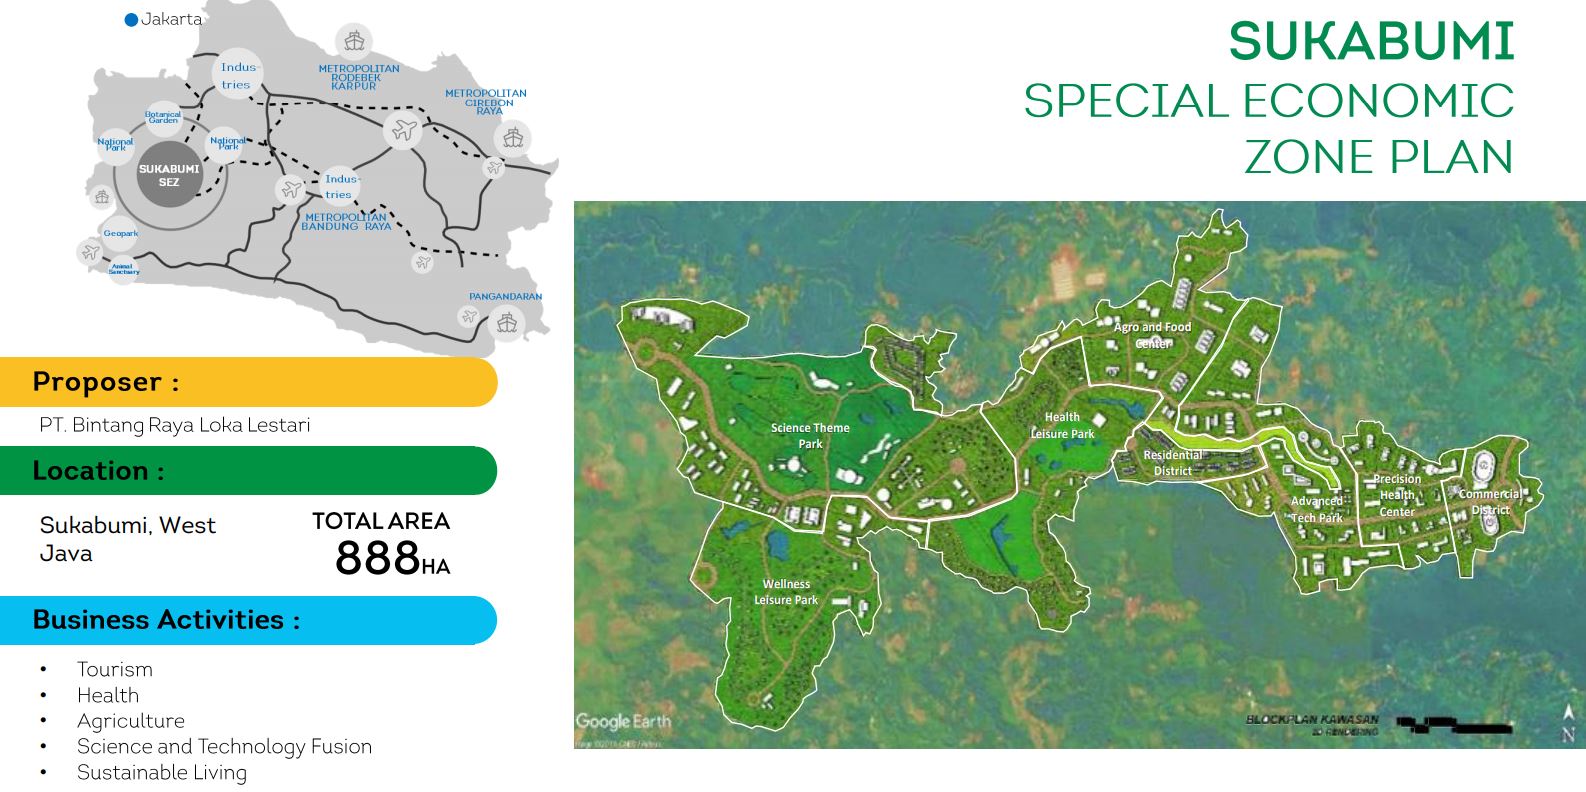 Jakarta
Indus-
tries
METROPOLITAN
RODEBEK
KARPUR
METROPOLITAN
CIREBON
RAYA
Botanical
Garden
National
Park
National
Park
SUKABUMI
SEZ
Indus-
tries
METROPOLITAN
BANDUNG RAYA
Geopark
Animal
Sanctuary
PANGANDARAN
SUKABUMI
SPECIAL ECONOMIC
ZONE PLAN
Proposer :
PT. Bintang Raya Loka Lestari
Location :
Sukabumi, West
Java
TOTAL AREA
888HA
Business Activities :
• Tourism
• Health
• Agriculture
• Science and Technology Fusion
• Sustainable Living
Agro and Food
Center
Science Theme
Park
Health
Leisure Park
Residential
District
Advanced
Tech Park
Precision
Health
Center
Commercial
District
Wellness
Leisure Park
Google Earth
BLOCKPLAN KAWASAN
2D RENDERING
N